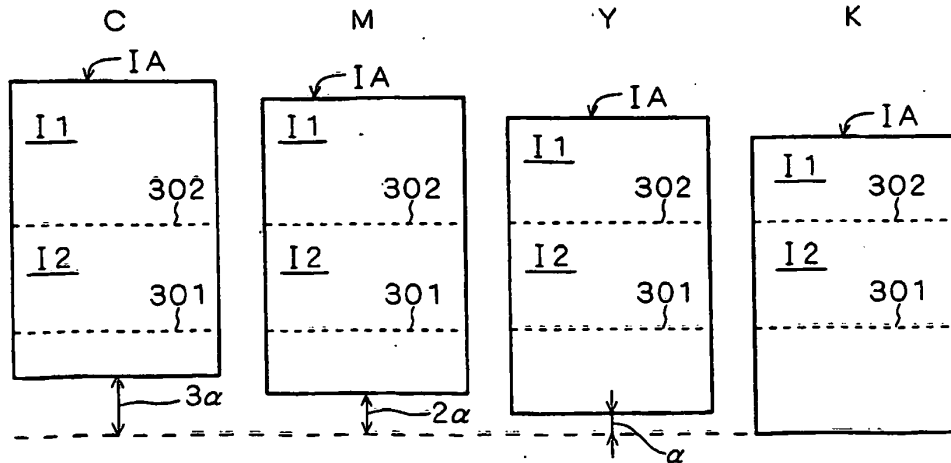 C M Y K
IA IA IA IA
I1 I1 I1 I1
302 302 302 302
I2 I2 I2 I2
301 301 301 301
3α 2α α